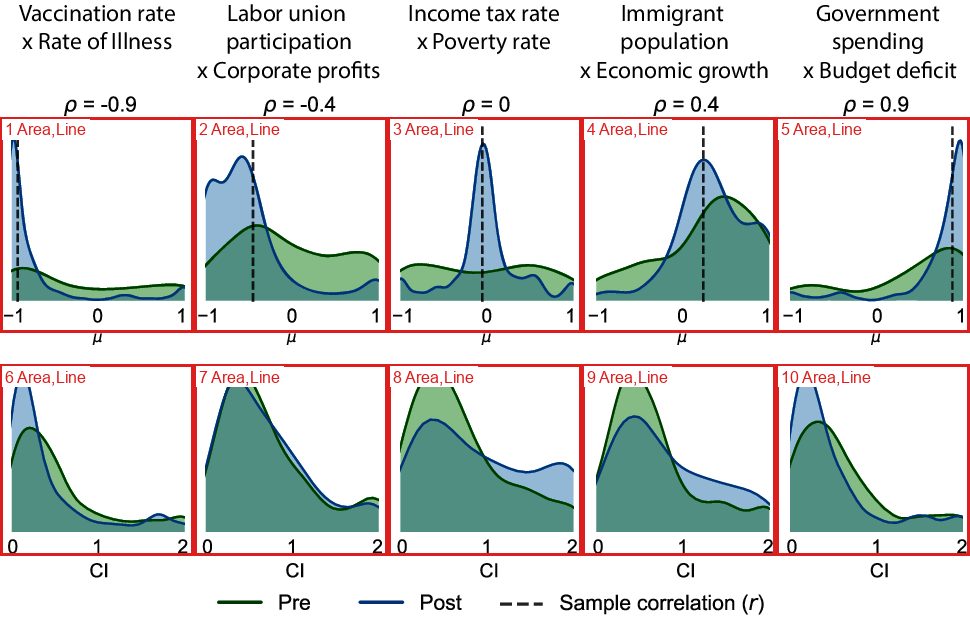 Vaccination rate
x Rate of Illness
Labor union
participation
x Corporate profits
Income tax rate
x Poverty rate
Immigrant
population
x Economic growth
Government
spending
x Budget deficit
ρ = -0.9
ρ = -0.4
ρ = 0
ρ = 0.4
ρ = 0.9
1 Area,Line
2 Area,Line
3 Area,Line
4 Area,Line
5 Area,Line
−1 0 1
−1 0 1
−1 0 1
−1 0 1
−1 0 1
μ
μ
μ
μ
μ
6 Area,Line
7 Area,Line
8 Area,Line
9 Area,Line
10 Area,Line
0 1 2
0 1 2
0 1 2
0 1 2
0 1 2
CI
CI
CI
CI
CI
Pre
Post
Sample correlation (r)